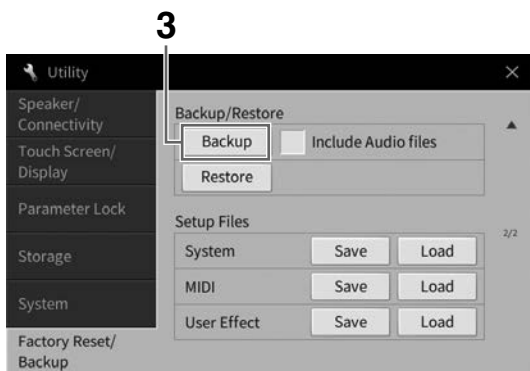 3
Utility
Speaker/
Connectivity
Touch Screen/
Display
Parameter Lock
Storage
System
Factory Reset/
Backup
Backup/Restore
Backup Include Audio files
Restore
Setup Files
System Save Load
MIDI Save Load
User Effect Save Load
2/2